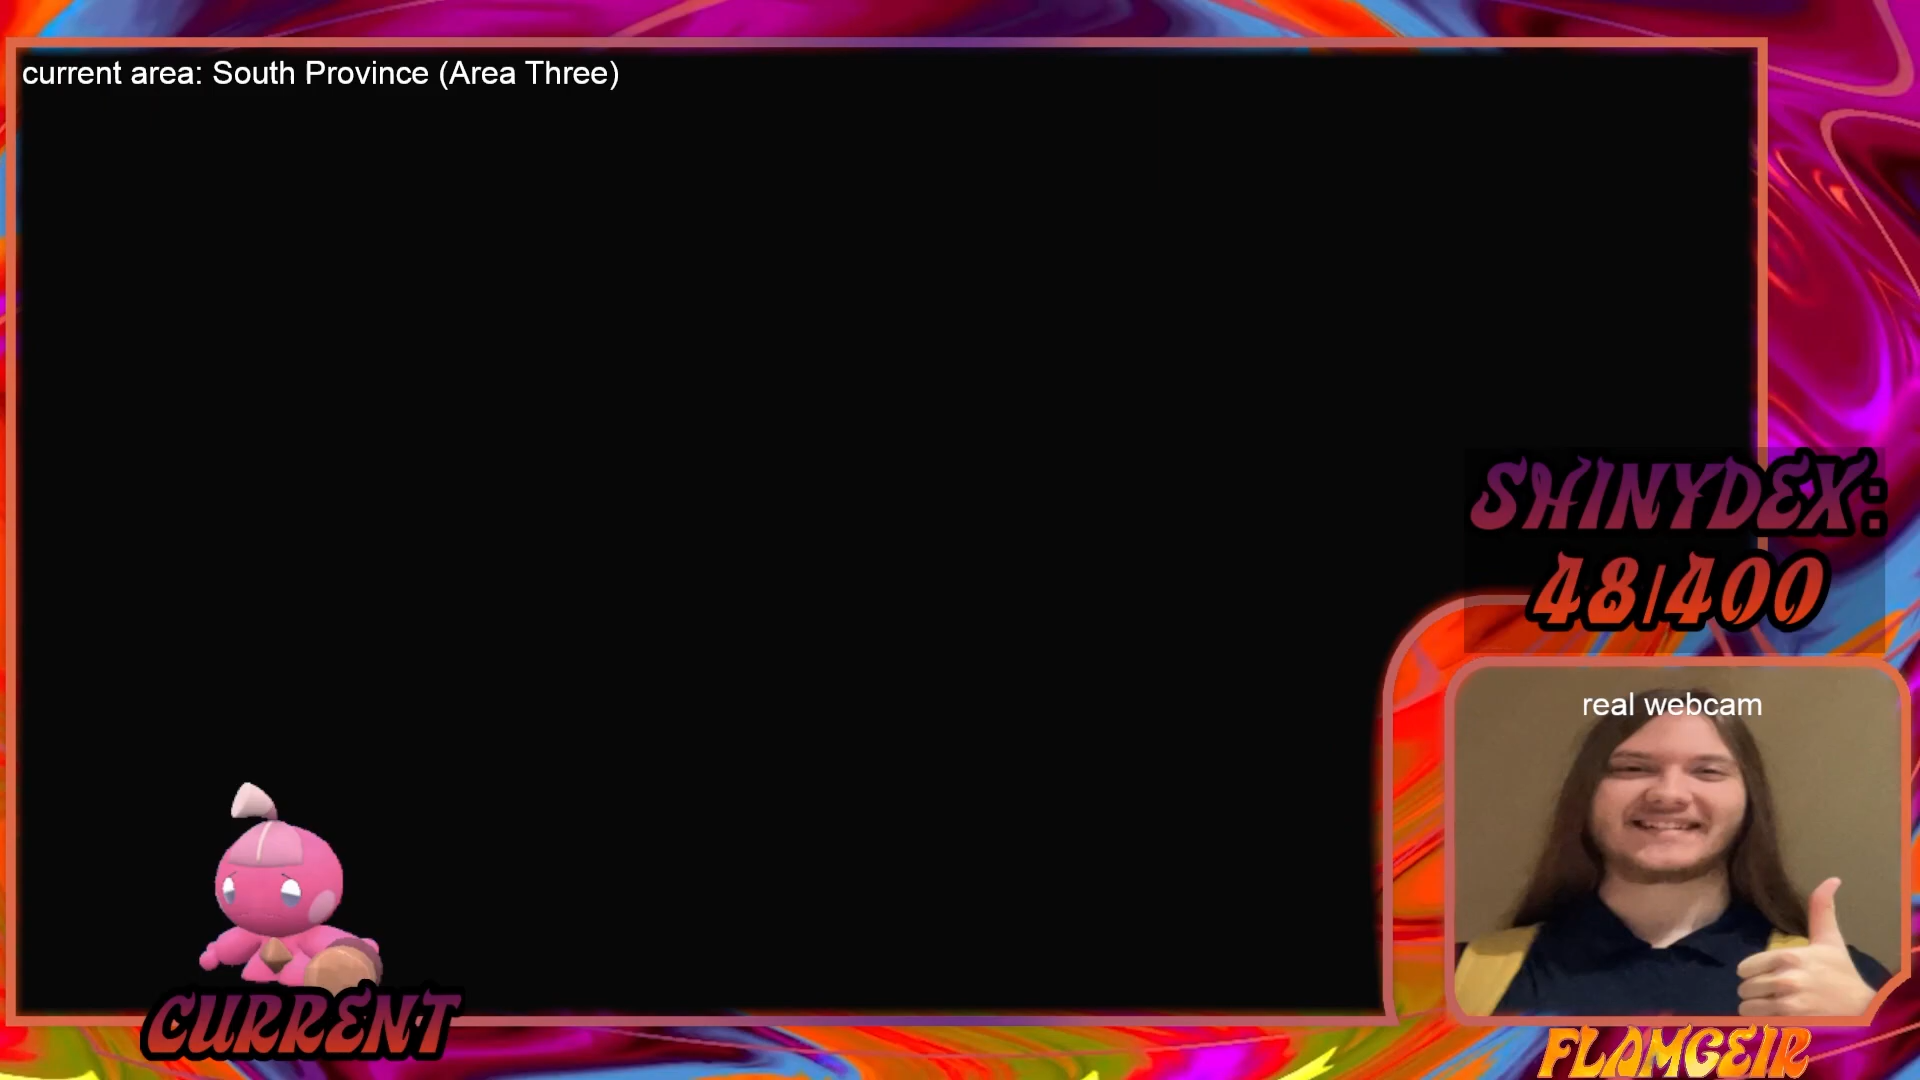 current area: South Province (Area Three)
SHINYDEX:
48/400
real webcam
CURRENT
FLAMGEIR